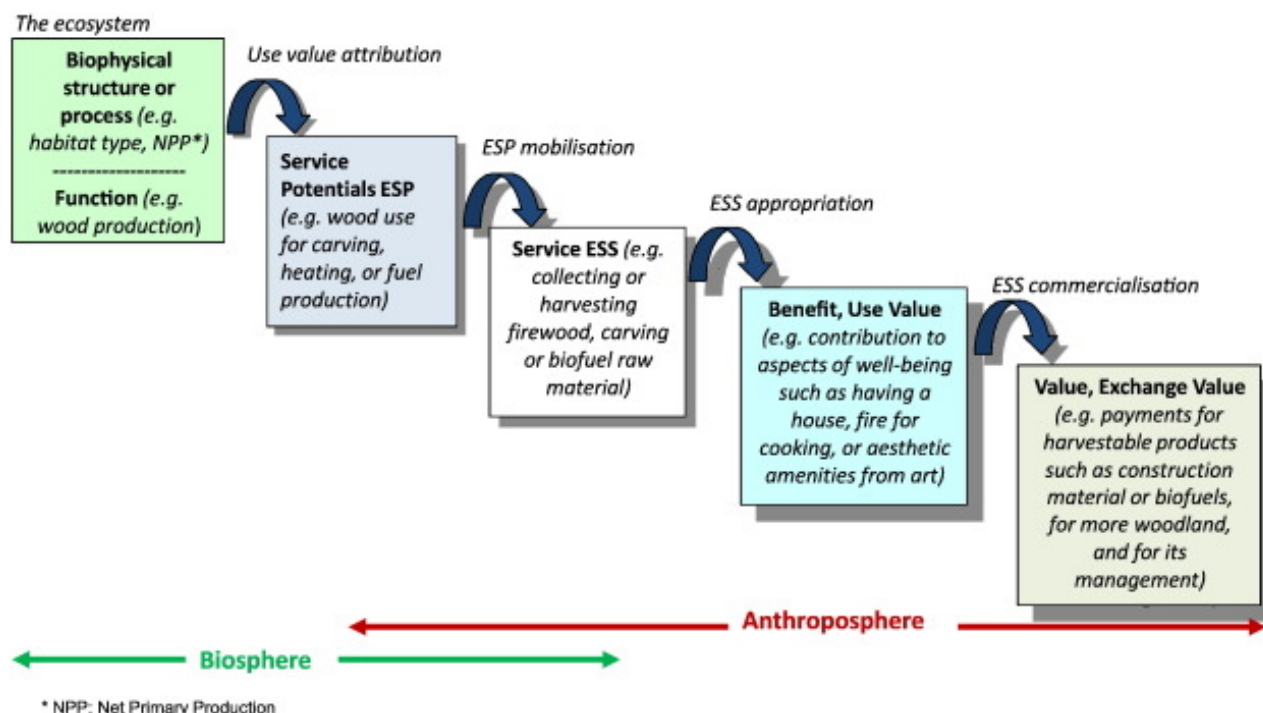 The ecosystem
Biophysical
structure or
process (e.g.
habitat type, NPP*)
--------------------
Function (e.g.
wood production)
Use value attribution
Service
Potentials ESP
(e.g. wood use
for carving,
heating, or fuel
production)
ESP mobilisation
Service ESS (e.g.
collecting or
harvesting
firewood, carving
or biofuel raw
material)
ESS appropriation
Benefit, Use Value
(e.g. contribution to
aspects of well-being
such as having a
house, fire for
cooking, or aesthetic
amenities from art)
ESS commercialisation
Value, Exchange Value
(e.g. payments for
harvestable products
such as construction
material or biofuels,
for more woodland,
and for its
management)
Anthroposphere
Biosphere
* NPP: Net Primary Production